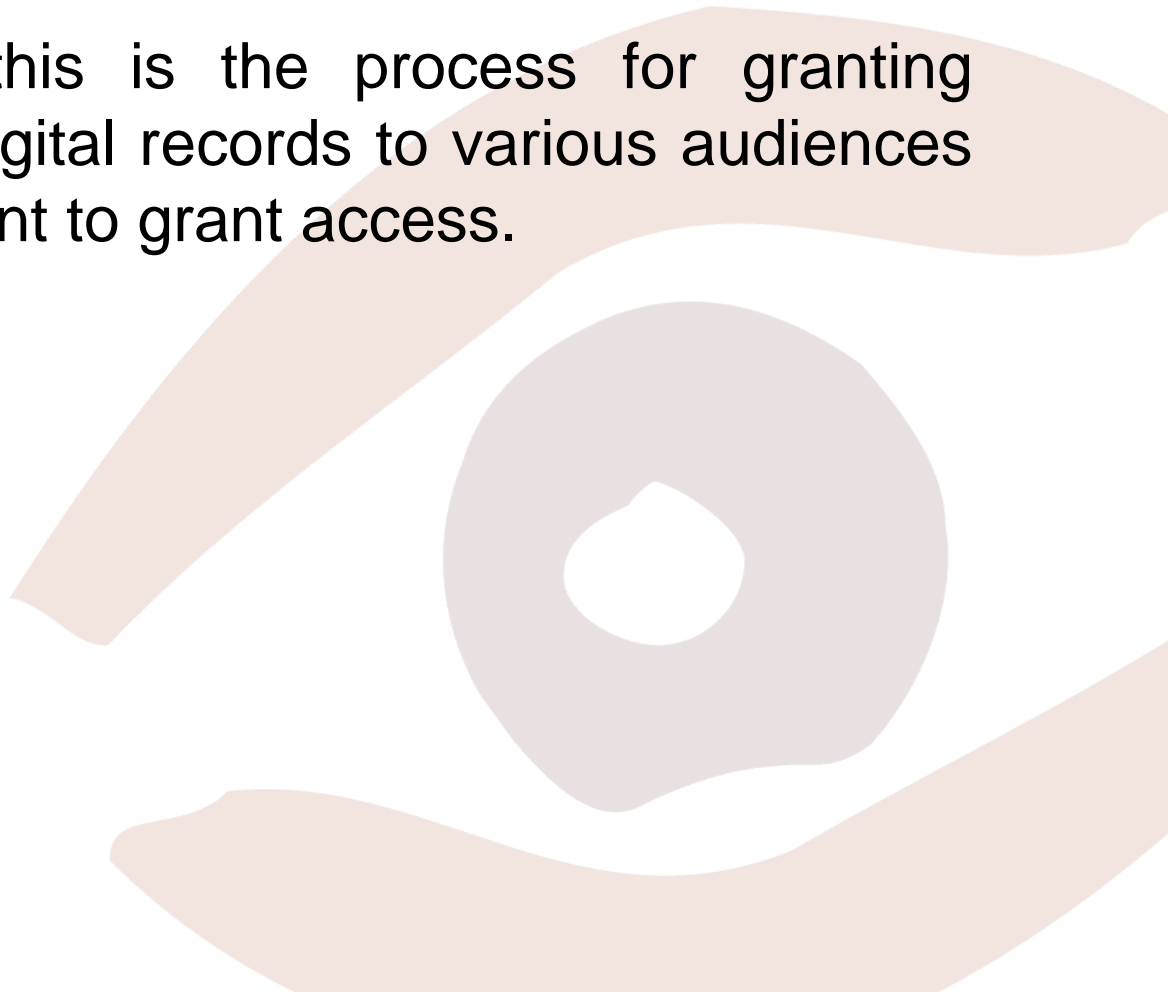 this is the process for granting
gital records to various audiences
nt to grant access.